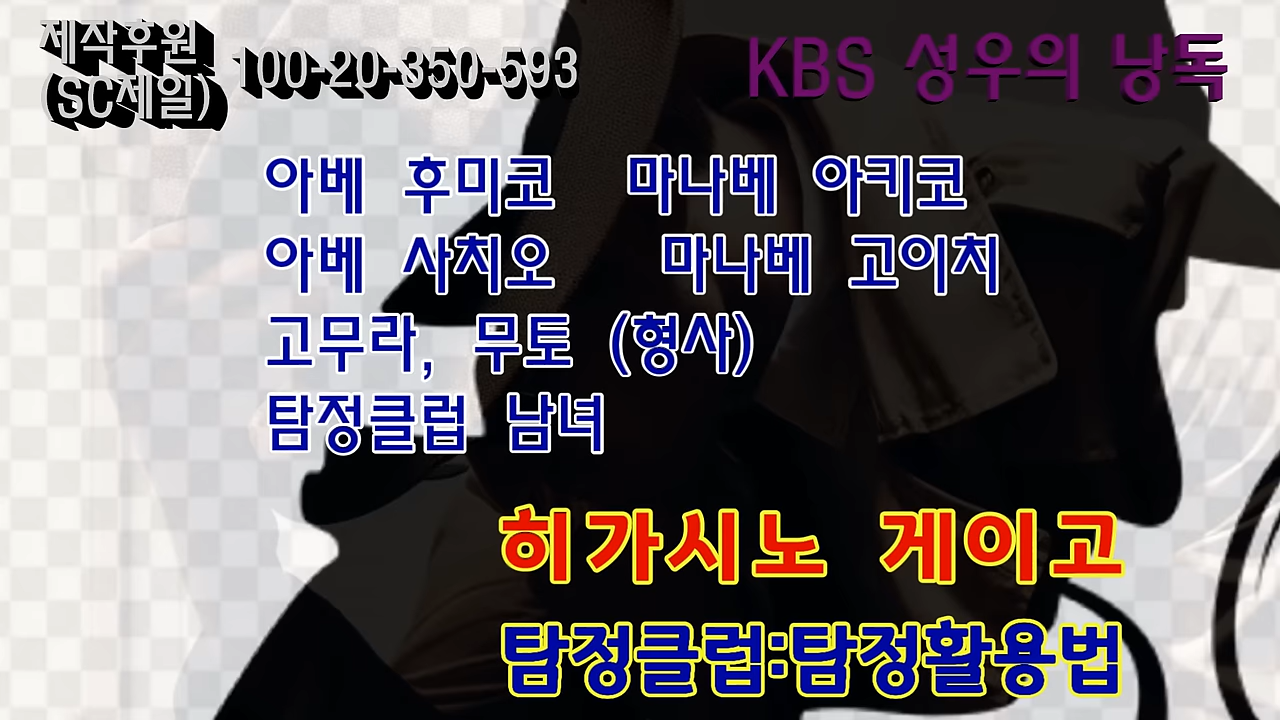 제작후원
(SC제일) 100-20-350-593
KBS 성우의 낭독
아베 후미코 마나베 아키코
아베 사치오 마나베 고이치
고무라, 무토 (형사)
탐정클럽 남녀
히가시노 게이고
탐정클럽:탐정활용법